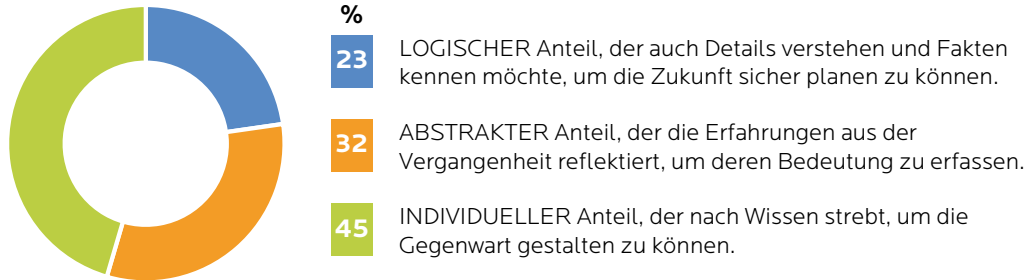 %
23
LOGISCHER Anteil, der auch Details verstehen und Fakten
kennen möchte, um die Zukunft sicher planen zu können.
32
ABSTRAKTER Anteil, der die Erfahrungen aus der
Vergangenheit reflektiert, um deren Bedeutung zu erfassen.
45
INDIVIDUELLER Anteil, der nach Wissen strebt, um die
Gegenwart gestalten zu können.